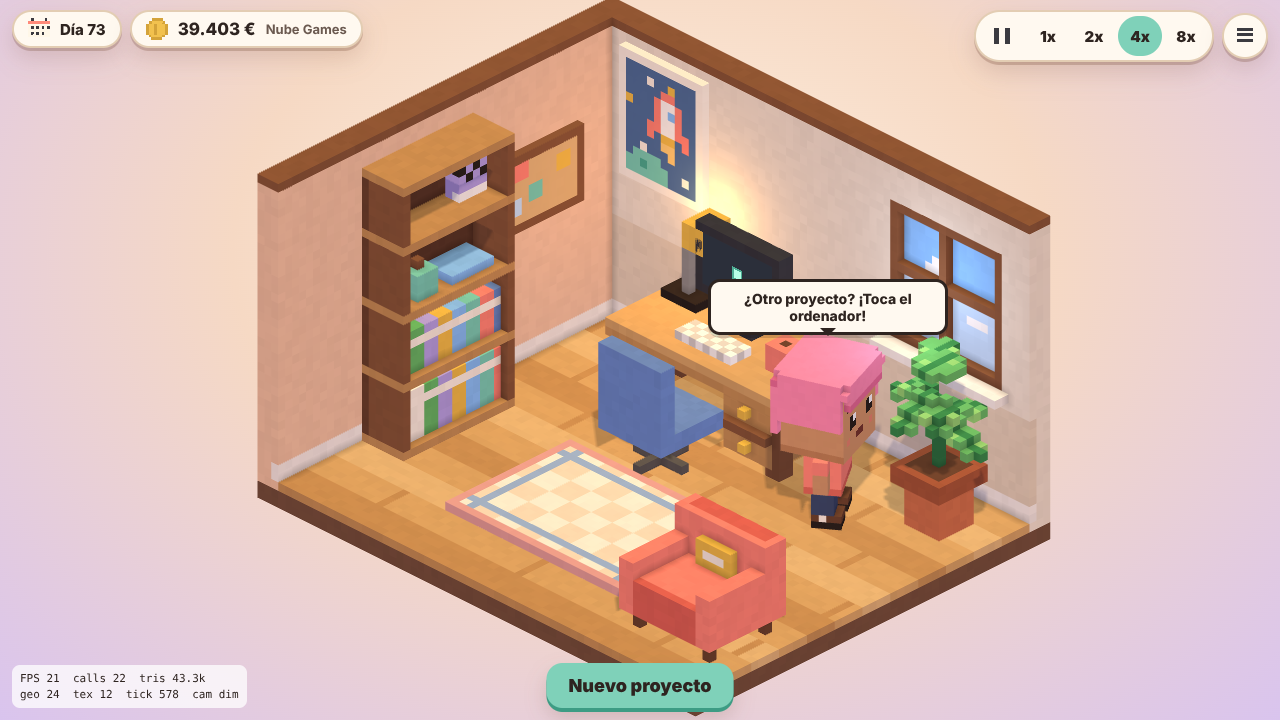 Día 73
39.403 € Nube Games
1x 2x 4x 8x
¿Otro proyecto? ¡Toca el
ordenador!
FPS 21 calls 22 tris 43.3k
geo 24 tex 12 tick 578 cam dim
Nuevo proyecto